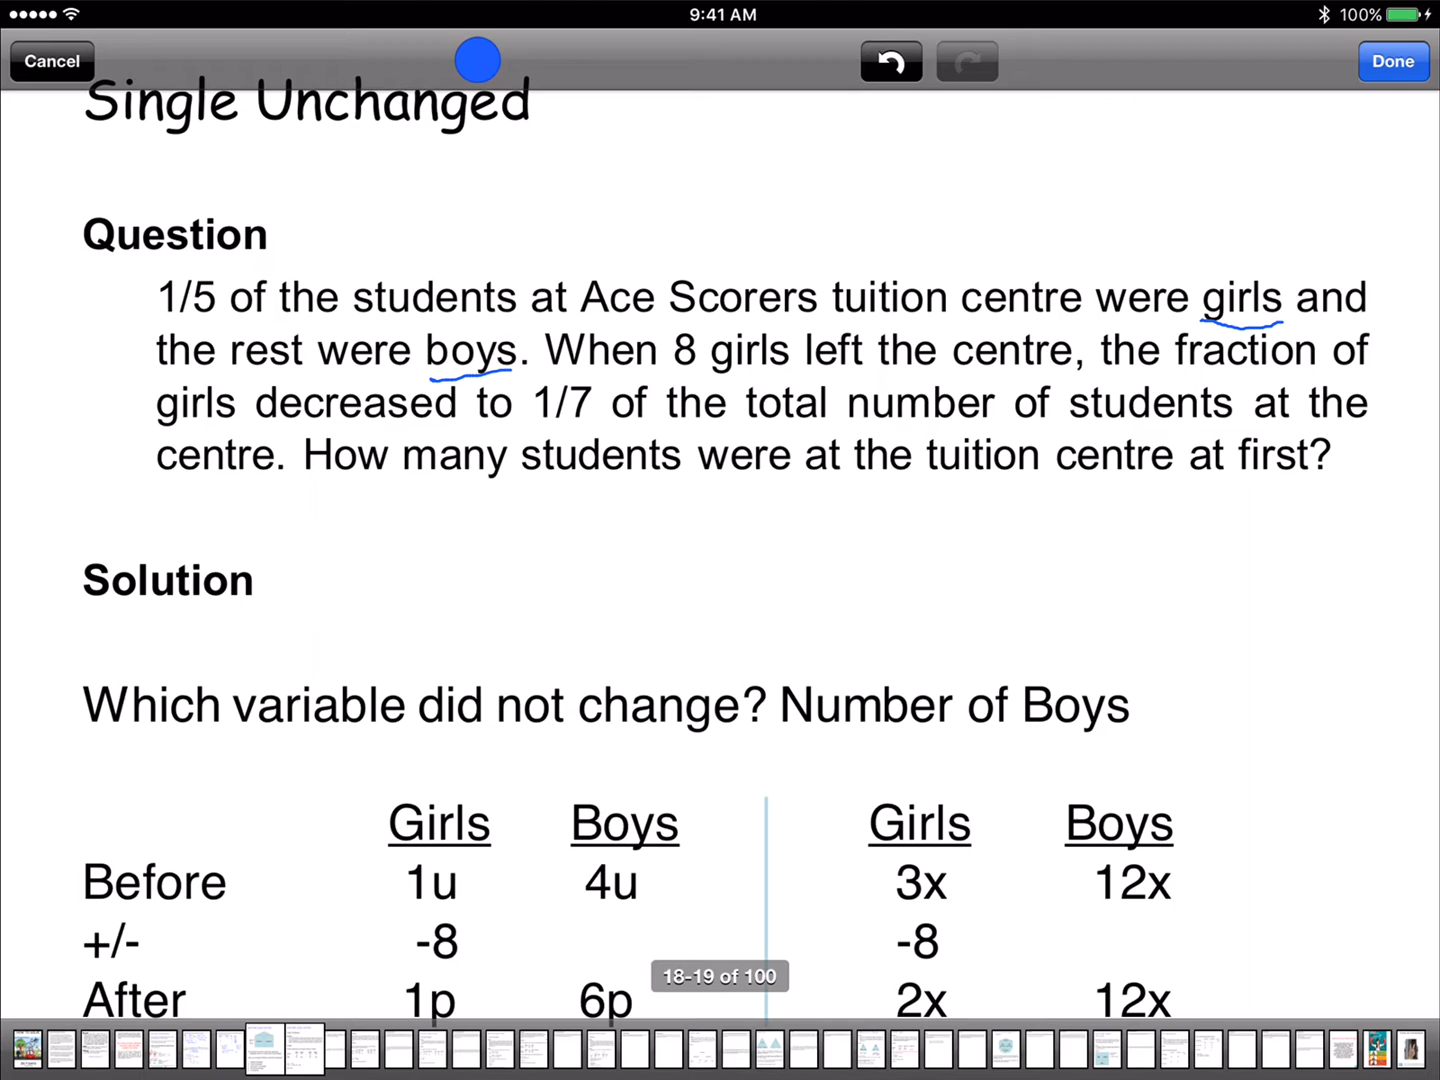 9:41 AM
100%
Cancel
Done
Single Unchanged
Question
1/5 of the students at Ace Scorers tuition centre were girls and
the rest were boys. When 8 girls left the centre, the fraction of
girls decreased to 1/7 of the total number of students at the
centre. How many students were at the tuition centre at first?
Solution
Which variable did not change? Number of Boys
Girls Boys Girls Boys
Before 1u 4u 3x 12x
+/- -8 -8
18-19 of 100
After 1p 6p 2x 12x